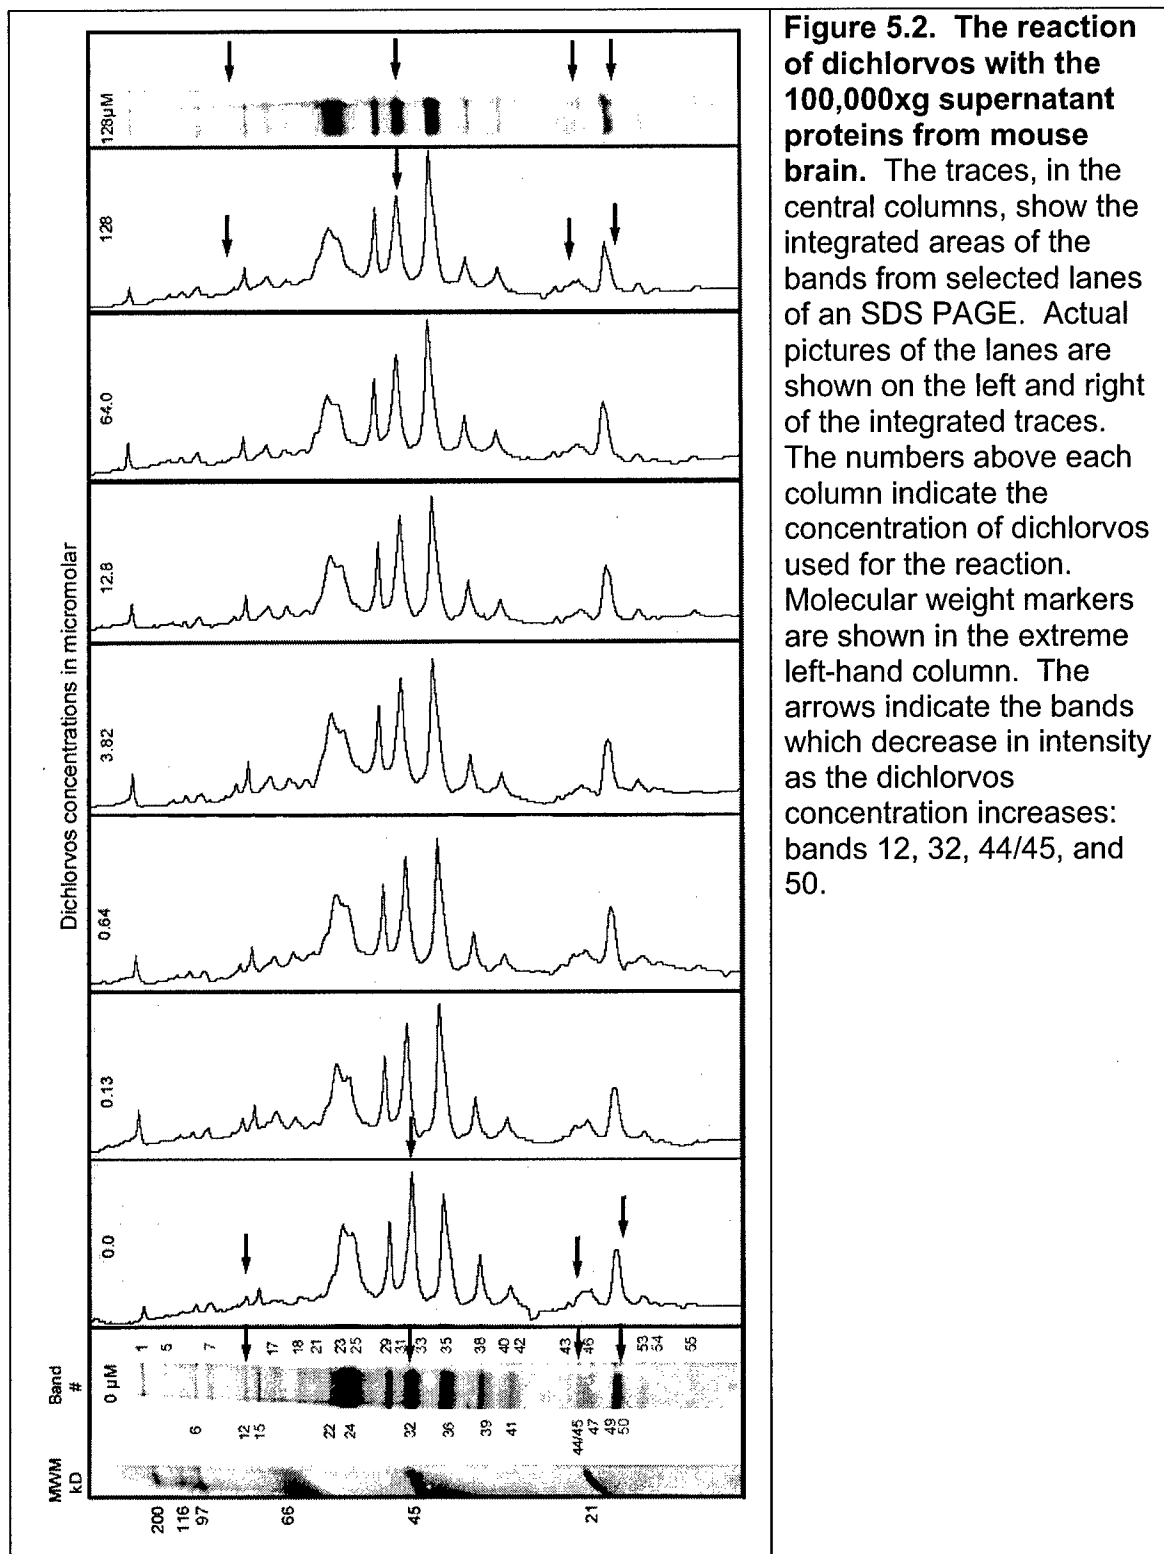 Figure 5.2. The reaction
of dichlorvos with the
100,000xg supernatant
proteins from mouse
brain. The traces, in the
central columns, show the
integrated areas of the
bands from selected lanes
of an SDS PAGE. Actual
pictures of the lanes are
shown on the left and right
of the integrated traces.
The numbers above each
column indicate the
concentration of dichlorvos
used for the reaction.
Molecular weight markers
are shown in the extreme
left-hand column. The
arrows indicate the bands
which decrease in intensity
as the dichlorvos
concentration increases:
bands 12, 32, 44/45, and
50.
Dichlorvos concentrations in micromolar
MWM
kD
Band
#
0 µM
0.0
0.13
0.64
3.82
12.8
64.0
128
128µM
200
116
97
66
45
21
6
12
15
22
24
32
36
39
41
44/45
47
49
50
1
5
7
17
18
21
23
25
29
31
33
35
38
40
42
43
46
53
54
55